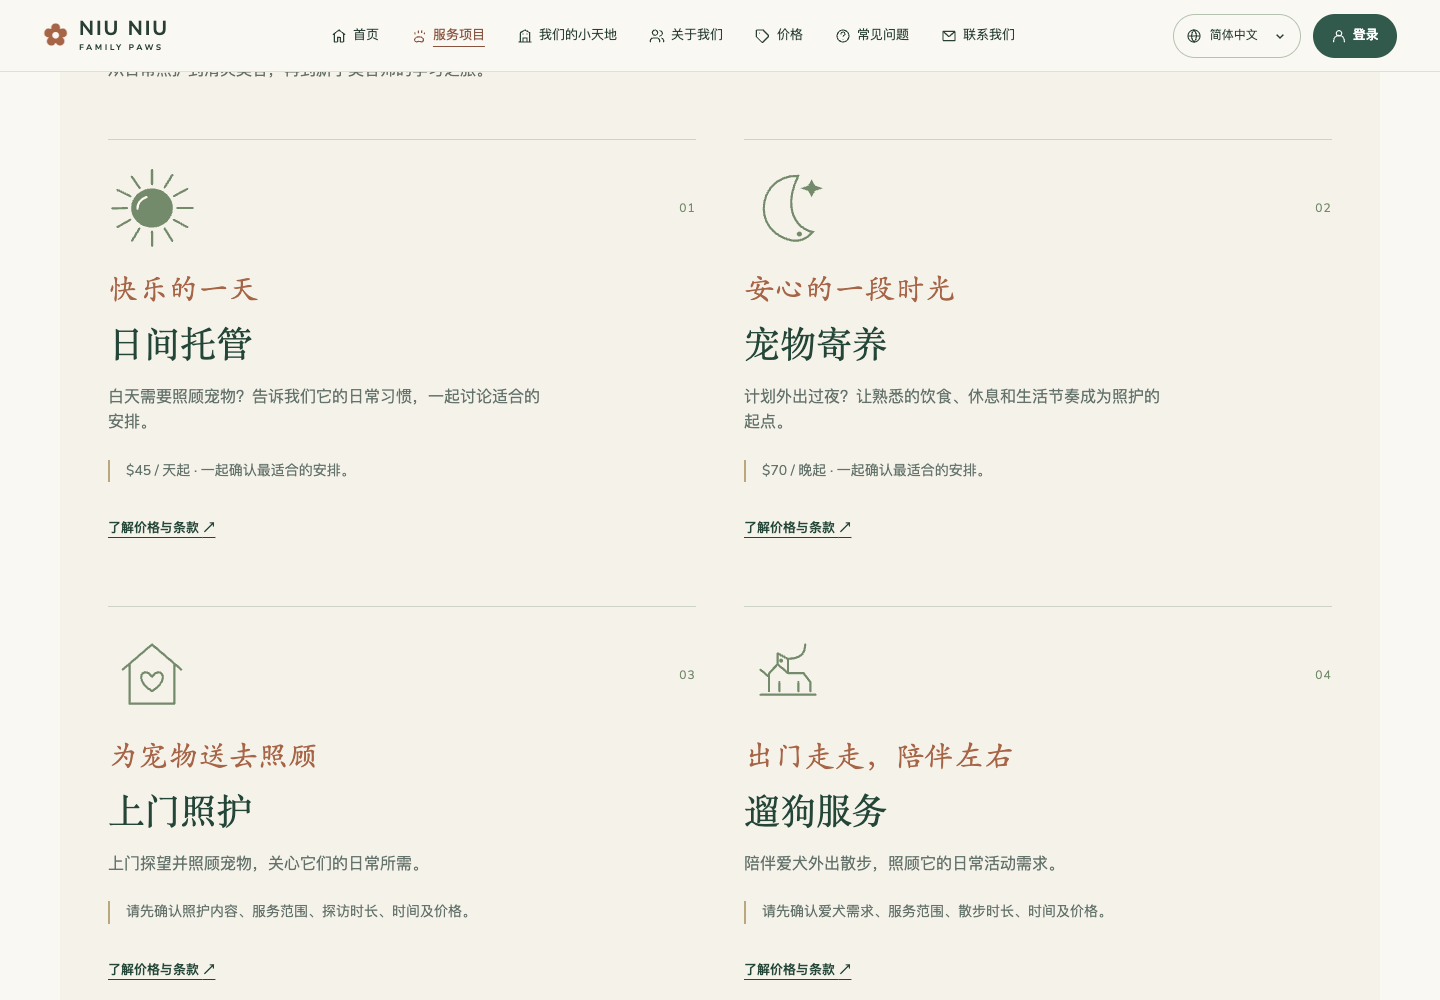 NIU NIU
FAMILY PAWS
首页
服务项目
我们的小天地
关于我们
价格
常见问题
联系我们
简体中文
登录
01
快乐的一天
日间托管
白天需要照顾宠物？告诉我们它的日常习惯，一起讨论适合的
安排。
$45 / 天起 · 一起确认最适合的安排。
了解价格与条款 ↗
02
安心的一段时光
宠物寄养
计划外出过夜？让熟悉的饮食、休息和生活节奏成为照护的
起点。
$70 / 晚起 · 一起确认最适合的安排。
了解价格与条款 ↗
03
为宠物送去照顾
上门照护
上门探望并照顾宠物，关心它们的日常所需。
请先确认照护内容、服务范围、探访时长、时间及价格。
了解价格与条款 ↗
04
出门走走，陪伴左右
遛狗服务
陪伴爱犬外出散步，照顾它的日常活动需求。
请先确认爱犬需求、服务范围、散步时长、时间及价格。
了解价格与条款 ↗